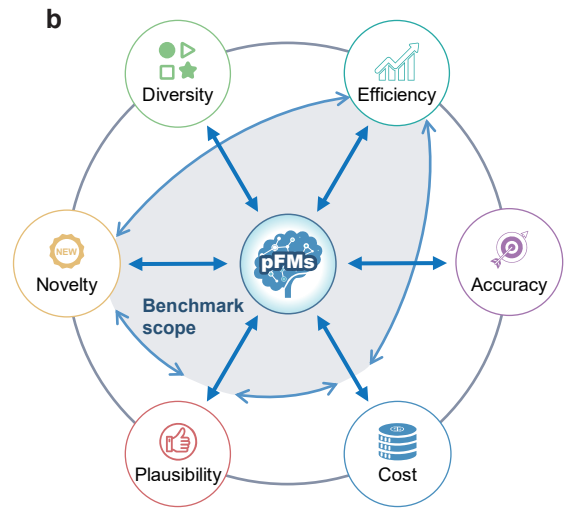 b
Diversity
Efficiency
NEW
Novelty
pFMs
Accuracy
Benchmark
scope
Plausibility
Cost